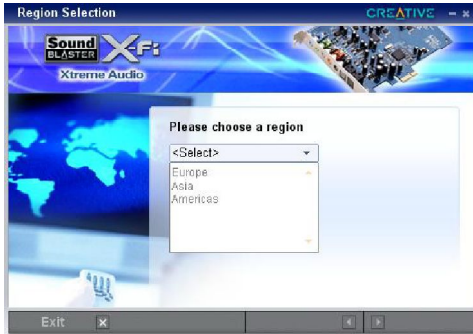 Region Selection
CREATIVE
Sound BLASTER X-Fi
Xtreme Audio
Please choose a region
<Select>
Europe
Asia
Americas
Exit